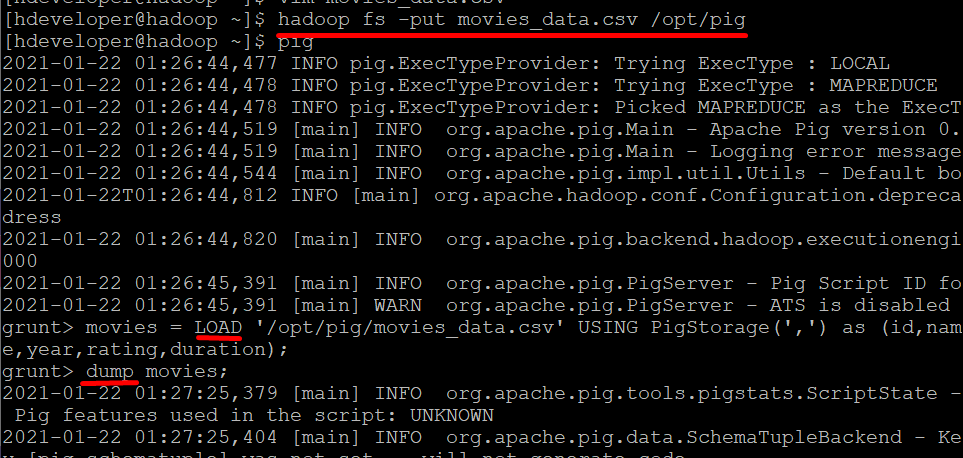 [hdeveloper@hadoop ~]$ vim movies_data.csv
[hdeveloper@hadoop ~]$ hadoop fs -put movies_data.csv /opt/pig
[hdeveloper@hadoop ~]$ pig
2021-01-22 01:26:44,477 INFO pig.ExecTypeProvider: Trying ExecType : LOCAL
2021-01-22 01:26:44,478 INFO pig.ExecTypeProvider: Trying ExecType : MAPREDUCE
2021-01-22 01:26:44,478 INFO pig.ExecTypeProvider: Picked MAPREDUCE as the ExecT
2021-01-22 01:26:44,519 [main] INFO  org.apache.pig.Main - Apache Pig version 0.
2021-01-22 01:26:44,519 [main] INFO  org.apache.pig.Main - Logging error message
2021-01-22 01:26:44,544 [main] INFO  org.apache.pig.impl.util.Utils - Default bo
2021-01-22T01:26:44,812 INFO [main] org.apache.hadoop.conf.Configuration.depreca
dress
2021-01-22 01:26:44,820 [main] INFO  org.apache.pig.backend.hadoop.executionengi
000
2021-01-22 01:26:45,391 [main] INFO  org.apache.pig.PigServer - Pig Script ID fo
2021-01-22 01:26:45,391 [main] WARN  org.apache.pig.PigServer - ATS is disabled
grunt> movies = LOAD '/opt/pig/movies_data.csv' USING PigStorage(',') as (id,nam
e,year,rating,duration);
grunt> dump movies;
2021-01-22 01:27:25,379 [main] INFO  org.apache.pig.tools.pigstats.ScriptState -
 Pig features used in the script: UNKNOWN
2021-01-22 01:27:25,404 [main] INFO  org.apache.pig.data.SchemaTupleBackend - Ke
y [pig.schematuple] was not set... will not generate code.